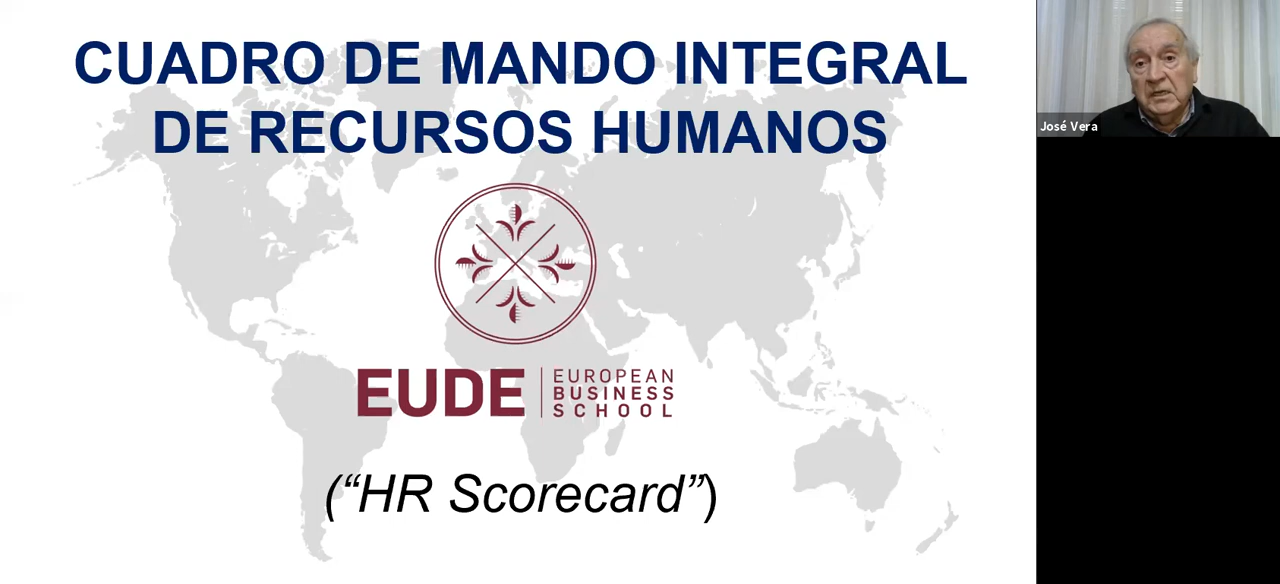 CUADRO DE MANDO INTEGRAL
DE RECURSOS HUMANOS
EUDE
EUROPEAN
BUSINESS
SCHOOL
(“HR Scorecard”)
José Vera